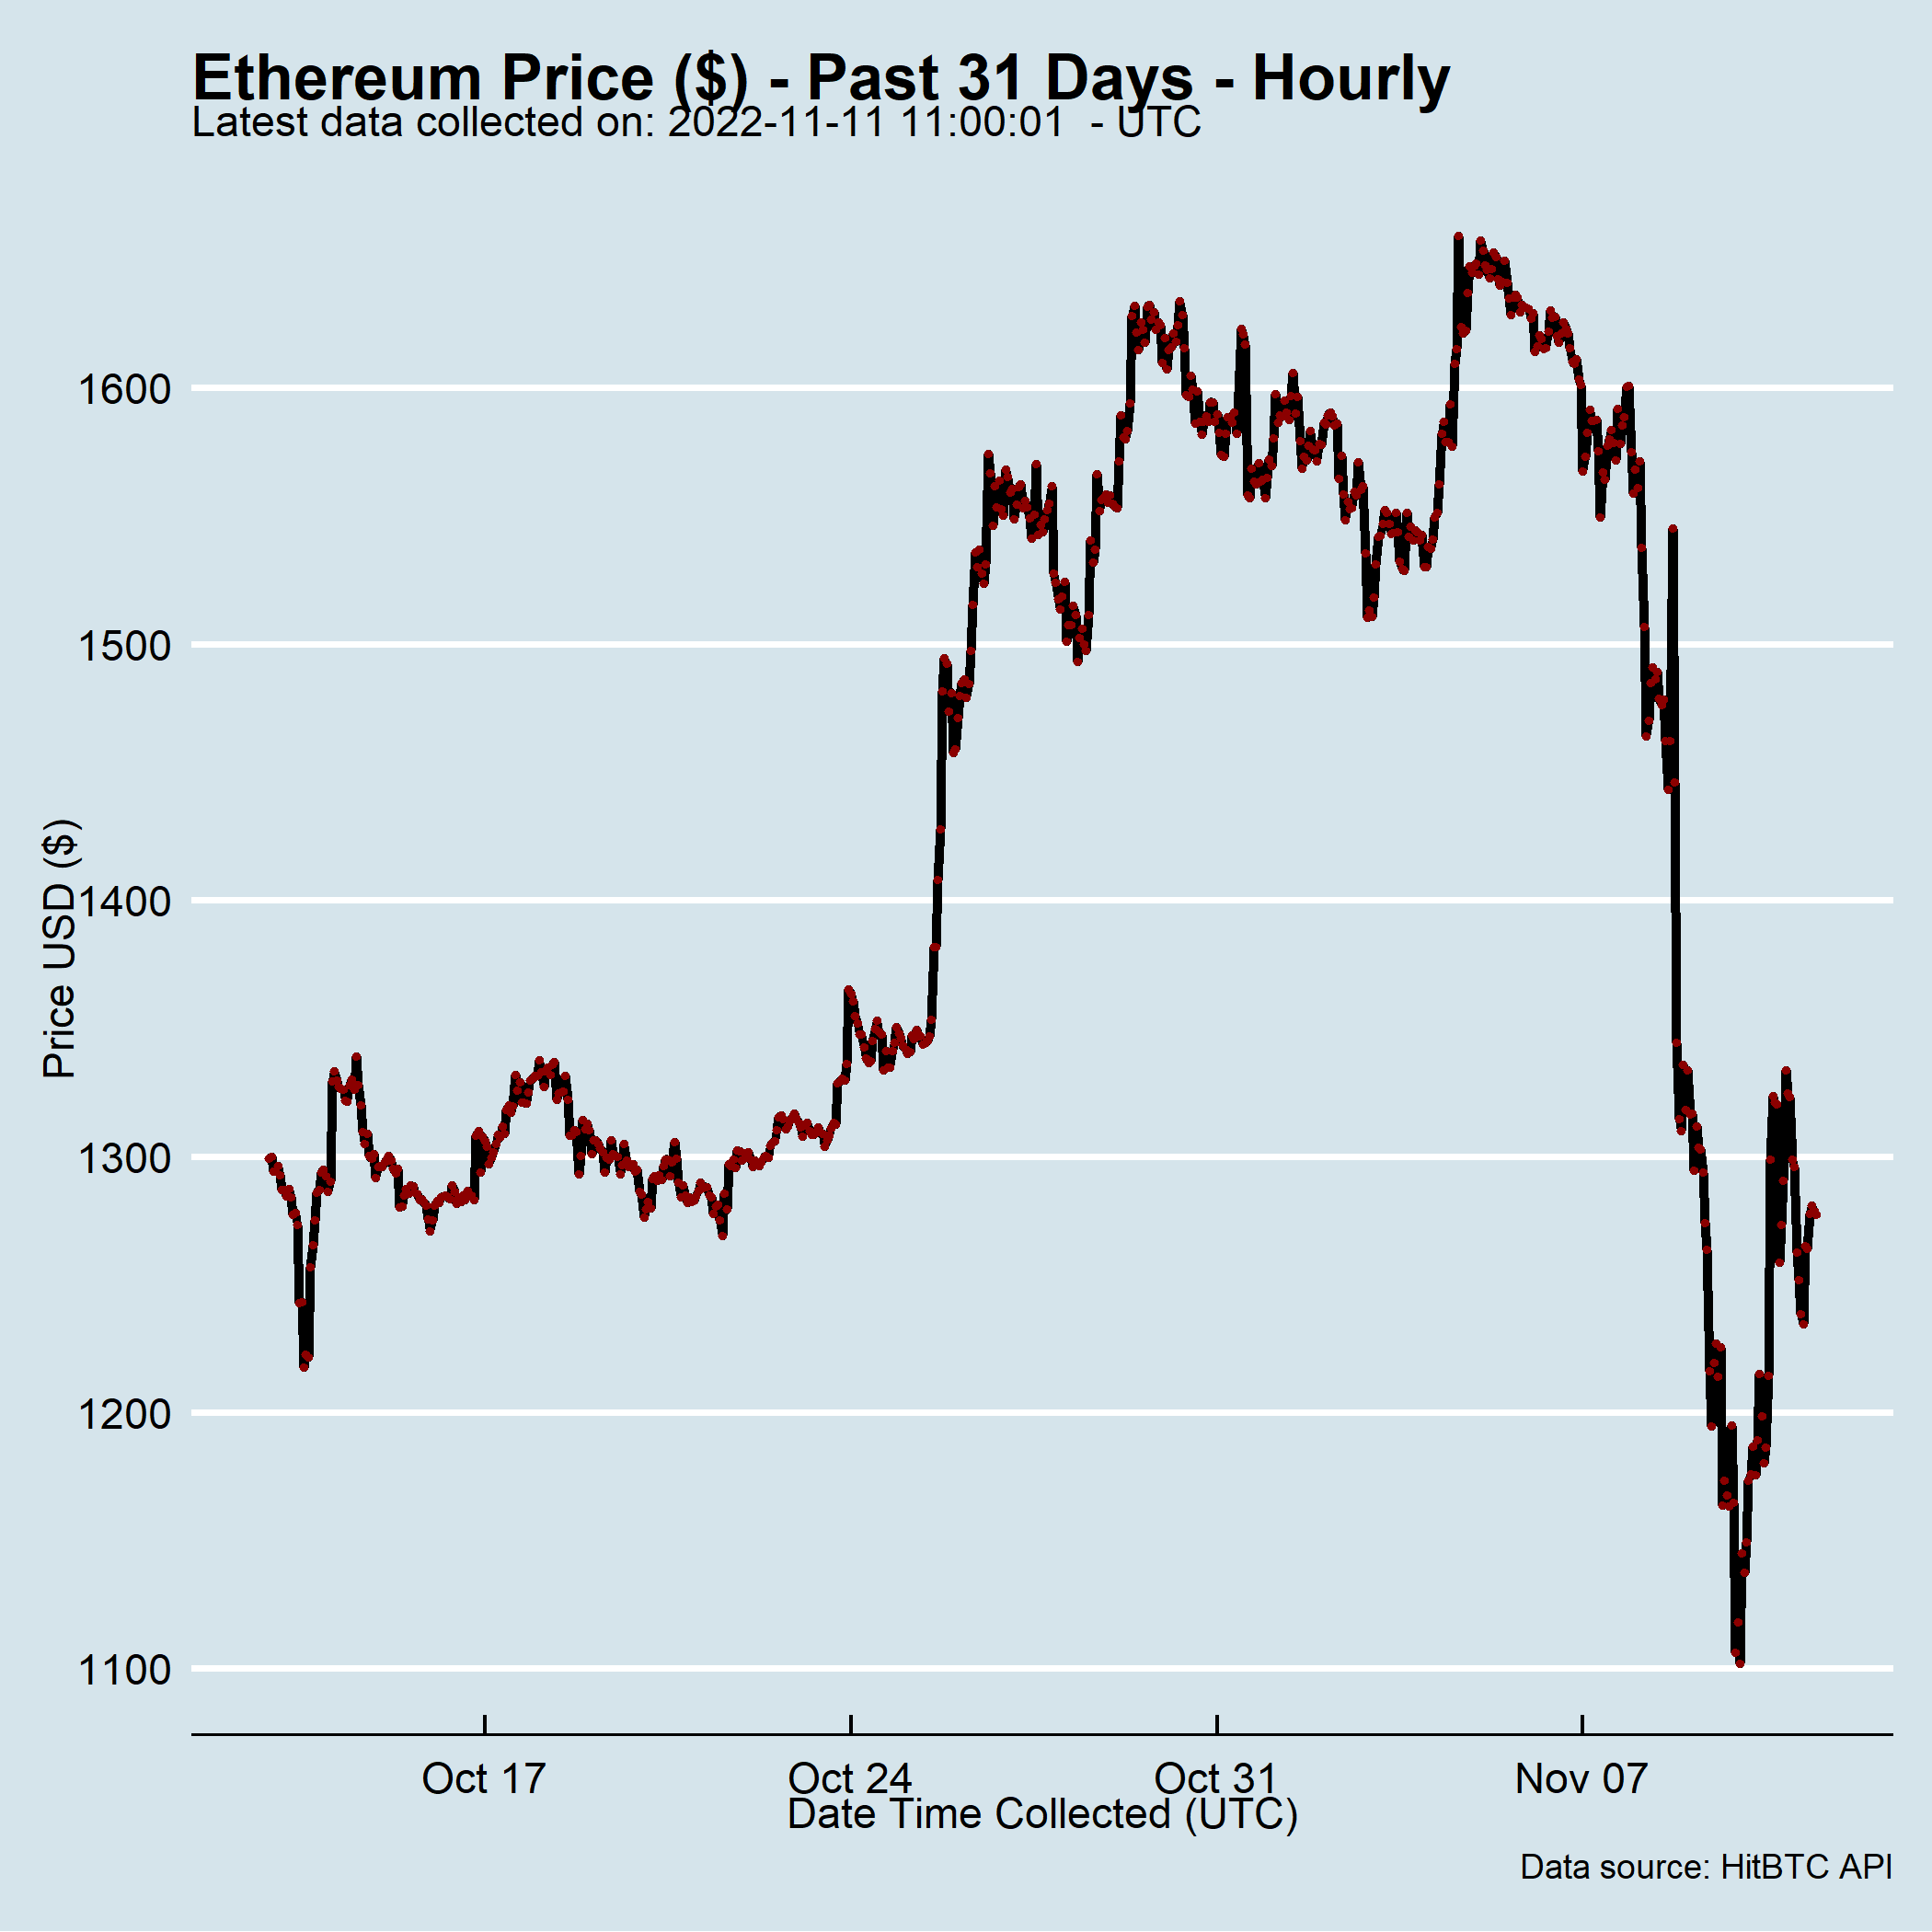 Ethereum Price ($) - Past 31 Days - Hourly
Latest data collected on: 2022-11-11 11:00:01  - UTC
Price USD ($)
1600
1500
1400
1300
1200
1100
Oct 17
Oct 24
Oct 31
Nov 07
Date Time Collected (UTC)
Data source: HitBTC API